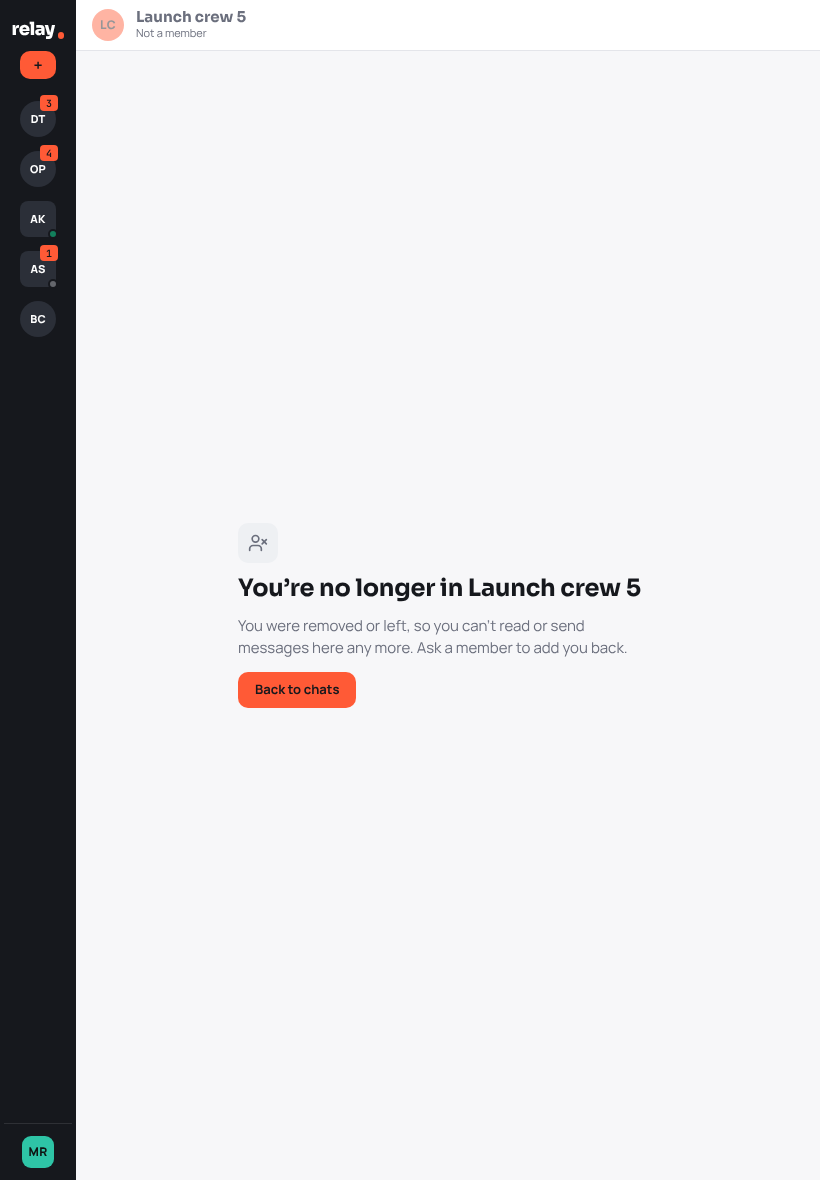 relay.
+
3
DT
4
OP
AK
1
AS
BC
MR
LC
Launch crew 5
Not a member
You’re no longer in Launch crew 5
You were removed or left, so you can’t read or send
messages here any more. Ask a member to add you back.
Back to chats